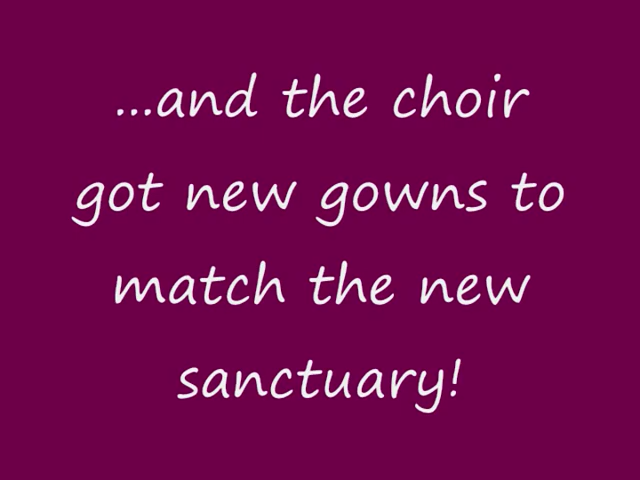 ...and the choir
got new gowns to
match the new
sanctuary!